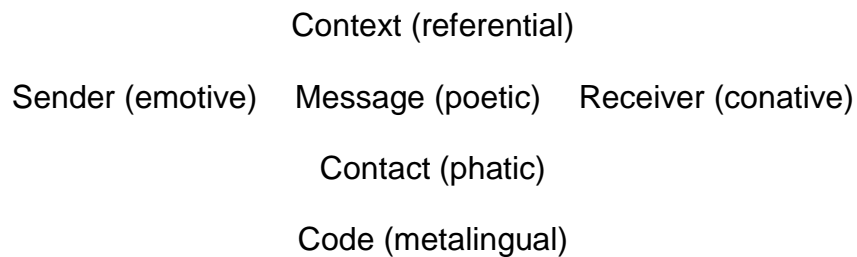 Context (referential)
Sender (emotive) Message (poetic) Receiver (conative)
Contact (phatic)
Code (metalingual)